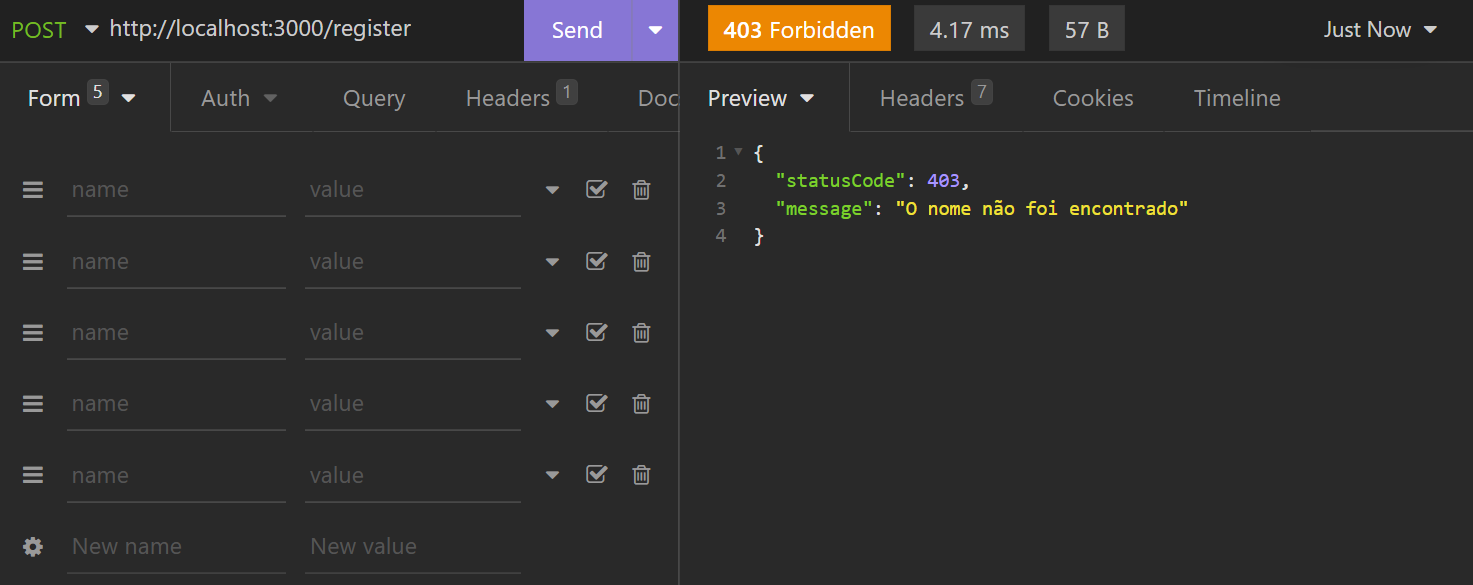 POST http://localhost:3000/register Send 403 Forbidden 4.17 ms 57 B Just Now
Form 5 Auth Query Headers 1 Doc Preview Headers 7 Cookies Timeline
name value
name value
name value
name value
name value
New name New value
1 {
2 "statusCode": 403,
3 "message": "O nome não foi encontrado"
4 }